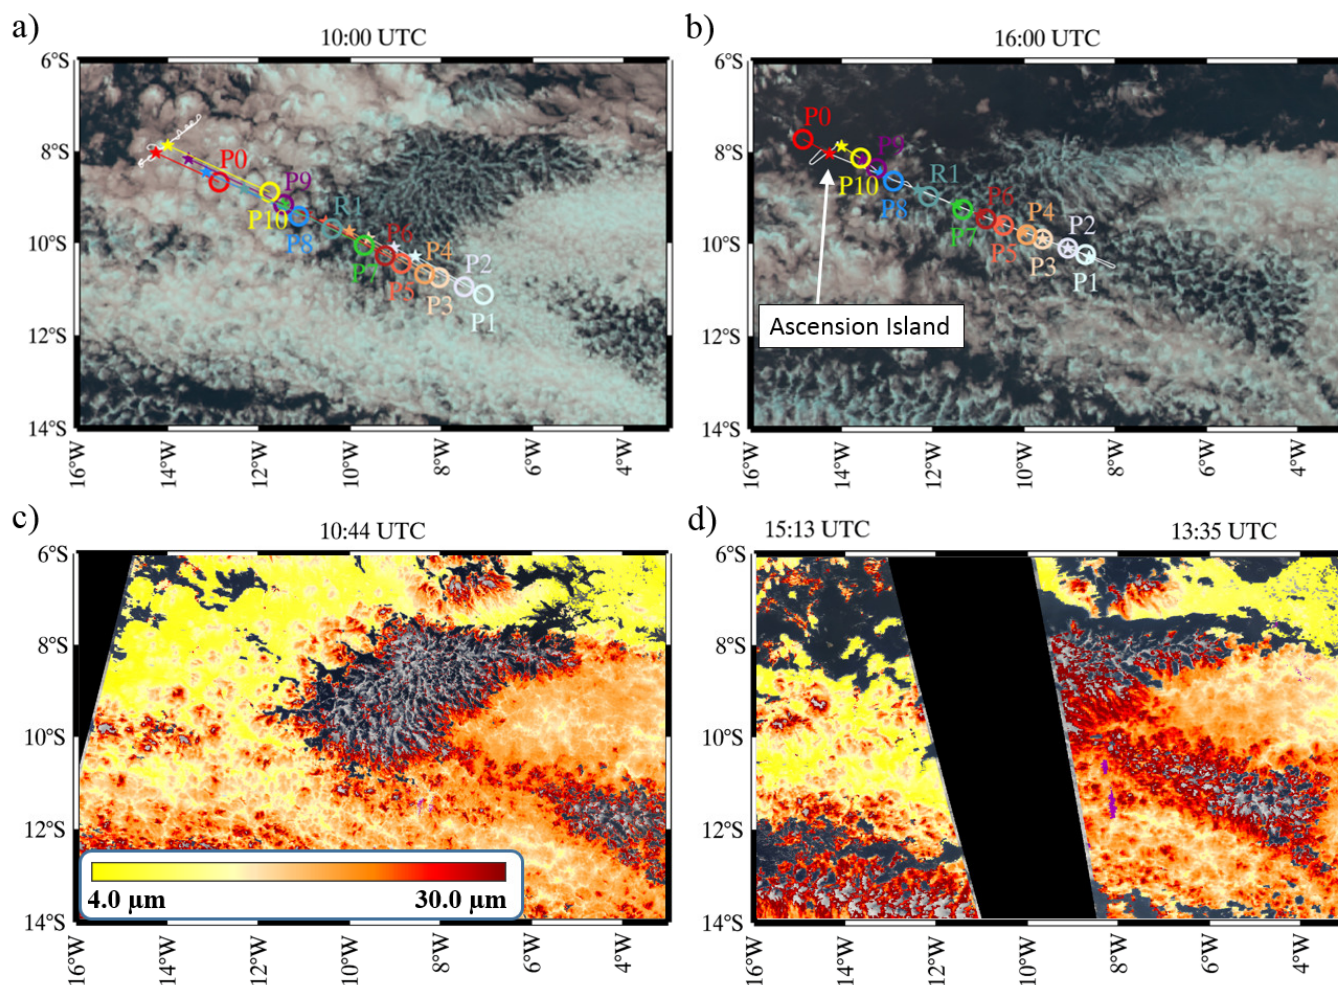 a)
10:00 UTC
6°S
8°S
10°S
12°S
14°S
16°W
14°W
12°W
10°W
8°W
6°W
4°W
P0
P9
P10
P8
R1
P7
P6
P5
P4
P3
P2
P1
b)
16:00 UTC
6°S
8°S
10°S
12°S
14°S
16°W
14°W
12°W
10°W
8°W
6°W
4°W
P0
P9
P10
P8
R1
P7
P6
P5
P4
P3
P2
P1
Ascension Island
c)
10:44 UTC
6°S
8°S
10°S
12°S
14°S
16°W
14°W
12°W
10°W
8°W
6°W
4°W
4.0 µm 30.0 µm
d)
15:13 UTC 13:35 UTC
6°S
8°S
10°S
12°S
14°S
16°W
14°W
12°W
10°W
8°W
6°W
4°W